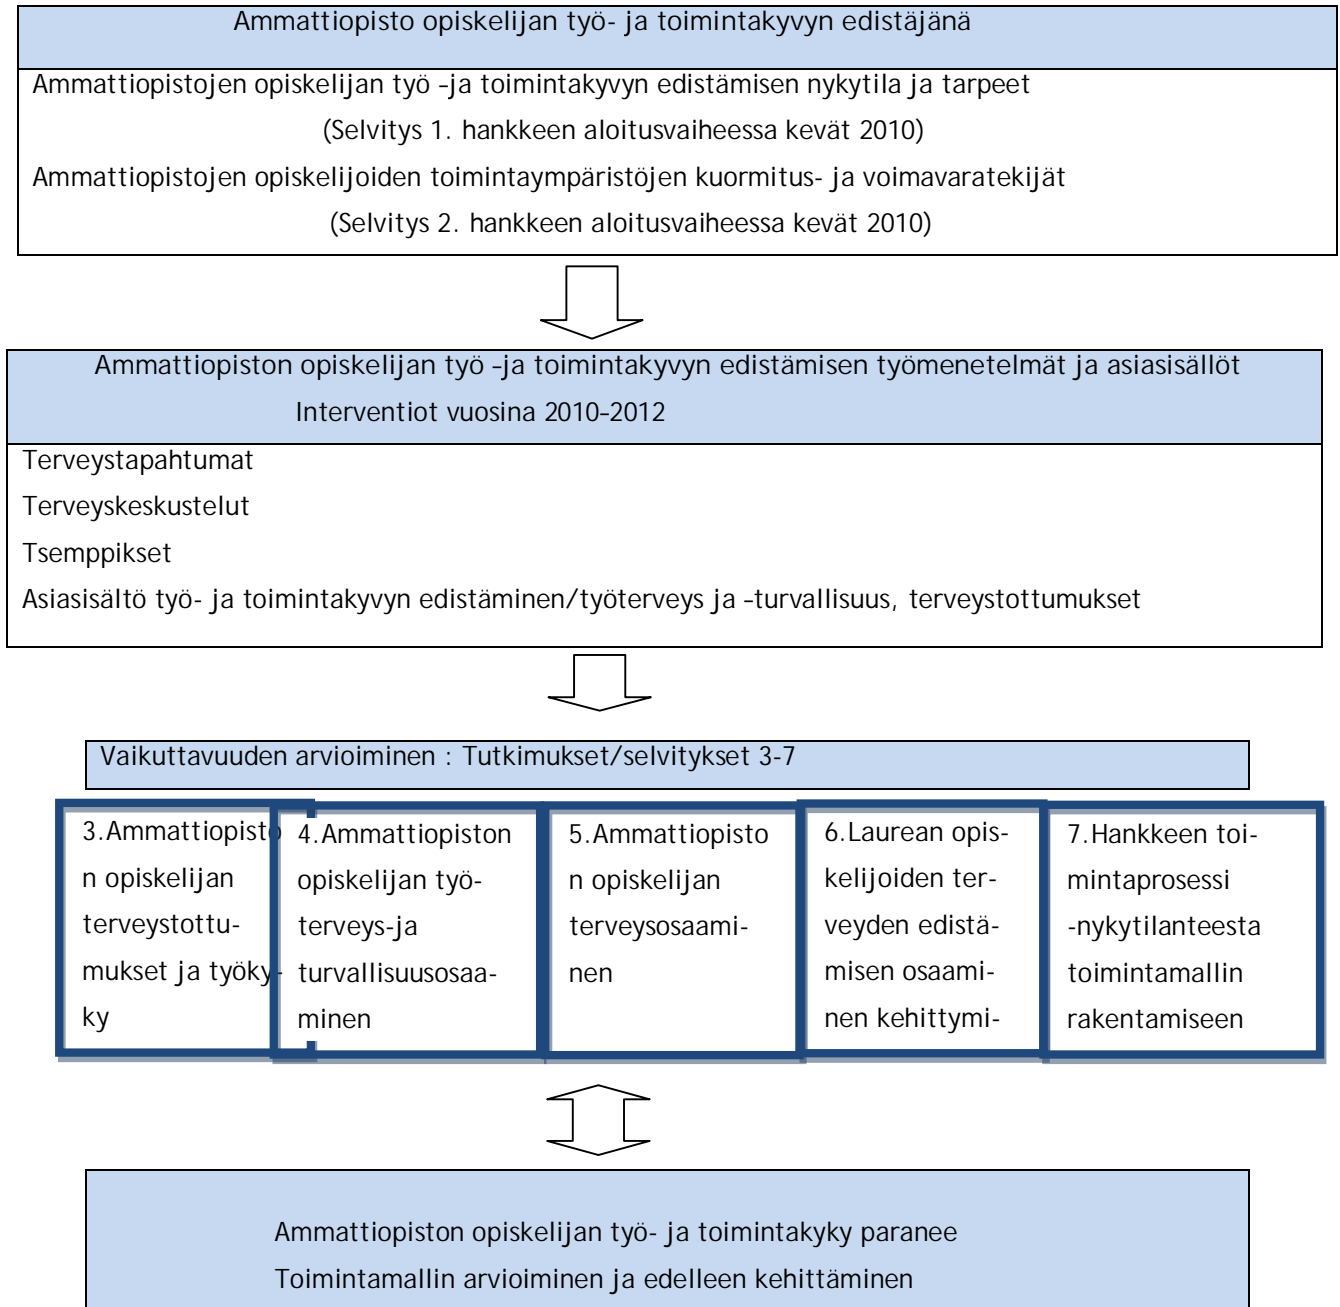 Ammattiopisto opiskelijan työ- ja toimintakyvyn edistäjänä
Ammattiopistojen opiskelijan työ –ja toimintakyvyn edistämisen nykytila ja tarpeet
(Selvitys 1. hankkeen aloitusvaiheessa kevät 2010)
Ammattiopistojen opiskelijoiden toimintaympäristöjen kuormitus- ja voimavaratekijät
(Selvitys 2. hankkeen aloitusvaiheessa kevät 2010)
Ammattiopiston opiskelijan työ –ja toimintakyvyn edistämisen työmenetelmät ja asiasisällöt
Interventiot vuosina 2010–2012
Terveystapahtumat
Terveyskeskustelut
Tsemppikset
Asiasisältö työ- ja toimintakyvyn edistäminen/työterveys ja –turvallisuus, terveystottumukset
Vaikuttavuuden arvioiminen : Tutkimukset/selvitykset 3-7
3.Ammattiopisto
n opiskelijan
terveystottu-
mukset ja työky-
ky
4.Ammattiopiston
opiskelijan työ-
terveys-ja
turvallisuusosaa-
minen
5.Ammattiopisto
n opiskelijan
terveysosaami-
nen
6.Laurean opis-
kelijoiden ter-
veyden edistä-
misen osaami-
nen kehittymi-
7.Hankkeen toi-
mintaprosessi
-nykytilanteesta
toimintamallin
rakentamiseen
Ammattiopiston opiskelijan työ- ja toimintakyky paranee
Toimintamallin arvioiminen ja edelleen kehittäminen